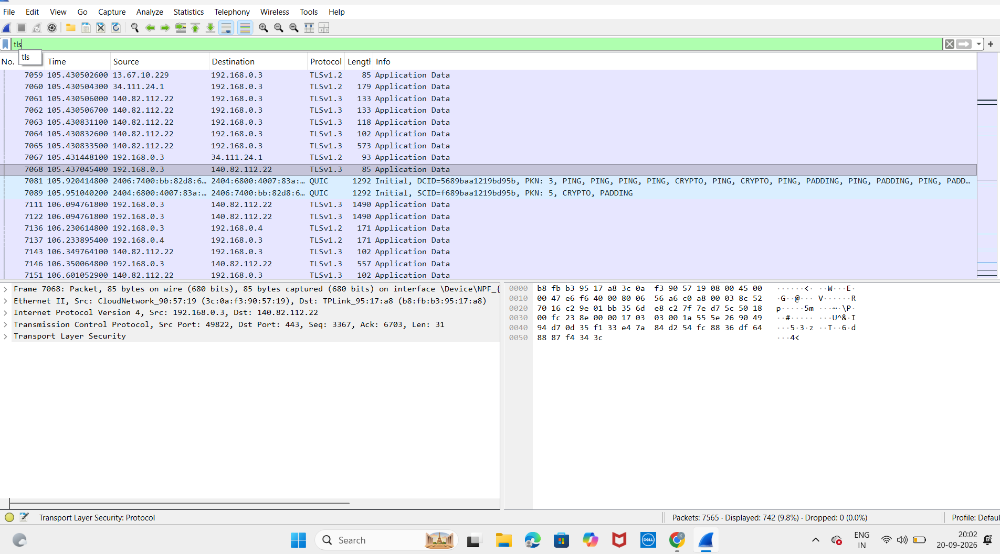 File Edit View Go Capture Analyze Statistics Telephony Wireless Tools Help
tls
tls
No. Time Source Destination Protocol Length Info
7059 105.430502600 13.67.10.229 192.168.0.3 TLSv1.2 85 Application Data
7060 105.430504300 34.111.24.1 192.168.0.3 TLSv1.2 179 Application Data
7061 105.430506000 140.82.112.22 192.168.0.3 TLSv1.3 133 Application Data
7062 105.430506700 140.82.112.22 192.168.0.3 TLSv1.3 133 Application Data
7063 105.430831100 140.82.112.22 192.168.0.3 TLSv1.3 118 Application Data
7064 105.430832600 140.82.112.22 192.168.0.3 TLSv1.3 102 Application Data
7065 105.430833500 140.82.112.22 192.168.0.3 TLSv1.3 573 Application Data
7067 105.431448100 192.168.0.3 34.111.24.1 TLSv1.2 93 Application Data
7068 105.437045400 192.168.0.3 140.82.112.22 TLSv1.3 85 Application Data
7081 105.920414800 2406:7400:bb:82d8:6… 2404:6800:4007:83a:… QUIC 1292 Initial, DCID=5689baa1219bd95b, PKN: 3, PING, PING, PING, PING, CRYPTO, PING, CRYPTO, PING, PADDING, PING, PADDING, PING, PADD…
7089 105.951040200 2404:6800:4007:83a:… 2406:7400:bb:82d8:6… QUIC 1292 Initial, SCID=f689baa1219bd95b, PKN: 5, CRYPTO, PADDING
7111 106.094761800 192.168.0.3 140.82.112.22 TLSv1.3 1490 Application Data
7122 106.094761800 192.168.0.3 140.82.112.22 TLSv1.3 1490 Application Data
7136 106.230614800 192.168.0.3 192.168.0.4 TLSv1.2 171 Application Data
7137 106.233895400 192.168.0.4 192.168.0.3 TLSv1.2 171 Application Data
7143 106.349764100 140.82.112.22 192.168.0.3 TLSv1.3 102 Application Data
7146 106.350064800 192.168.0.3 140.82.112.22 TLSv1.3 557 Application Data
7151 106.601052900 140.82.112.22 192.168.0.3 TLSv1.3 102 Application Data
Frame 7068: Packet, 85 bytes on wire (680 bits), 85 bytes captured (680 bits) on interface \Device\NPF_{
Ethernet II, Src: CloudNetwork_90:57:19 (3c:0a:f3:90:57:19), Dst: TPLink_95:17:a8 (b8:fb:b3:95:17:a8)
Internet Protocol Version 4, Src: 192.168.0.3, Dst: 140.82.112.22
Transmission Control Protocol, Src Port: 49822, Dst Port: 443, Seq: 3367, Ack: 6703, Len: 31
Transport Layer Security
0000 b8 fb b3 95 17 a8 3c 0a f3 90 57 19 08 00 45 00 ······<· ··W···E·
0010 00 47 e6 f6 40 00 80 06 56 a6 c0 a8 00 03 8c 52 ·G··@··· V······R
0020 70 16 c2 9e 01 bb 35 6d e8 c2 7f 7e d7 5c 50 18 p·····5m ···~·\P·
0030 00 fc 23 8e 00 00 17 03 03 00 1a 55 5e 26 90 49 ··#····· ···U^&·I
0040 94 d7 0d 35 f1 33 e4 7a 84 d2 54 fc 88 36 df 64 ···5·3·z ··T··6·d
0050 88 87 f4 34 3c ···4<
Transport Layer Security: Protocol
Packets: 7565 · Displayed: 742 (9.8%) · Dropped: 0 (0.0%)
Profile: Defaul
Search
DELL
K
ENG
IN
20:02
20-09-2026